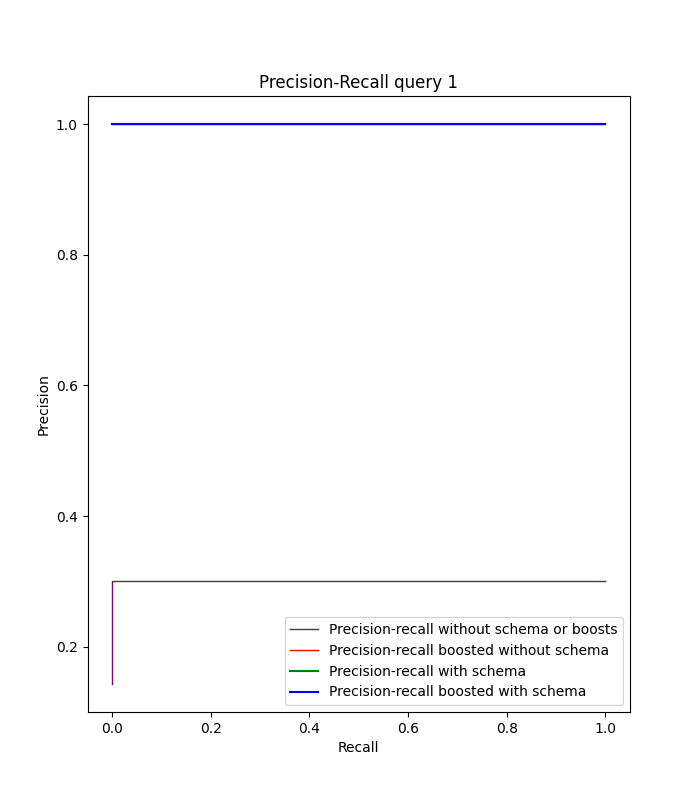 Precision-Recall query 1
1.0
0.8
0.6
0.4
0.2
Precision
Precision-recall without schema or boosts
Precision-recall boosted without schema
Precision-recall with schema
Precision-recall boosted with schema
0.0 0.2 0.4 0.6 0.8 1.0
Recall